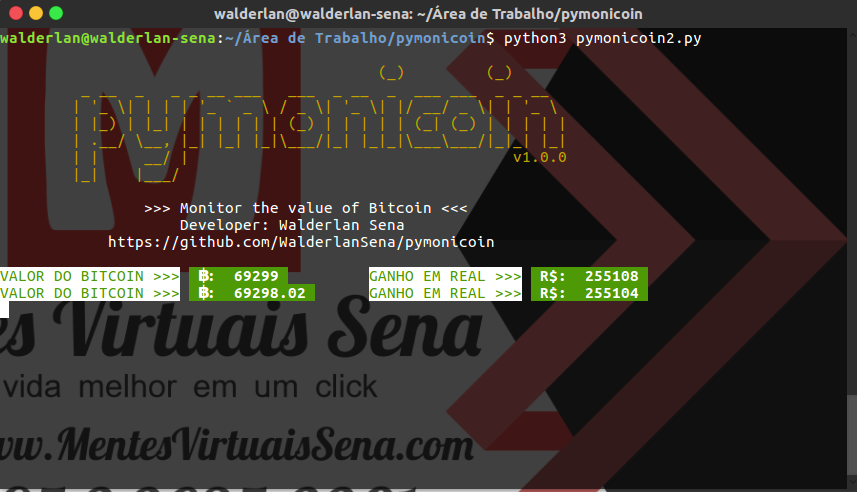 walderlan@walderlan-sena: ~/Área de Trabalho/pymonicoin
walderlan@walderlan-sena:~/Área de Trabalho/pymonicoin$ python3 pymonicoin2.py
pymonicoin
v1.0.0
>>> Monitor the value of Bitcoin <<<
Developer: Walderlan Sena
https://github.com/WalderlanSena/pymonicoin
VALOR DO BITCOIN >>> ฿: 69299 GANHO EM REAL >>> R$: 255108
VALOR DO BITCOIN >>> ฿: 69298.02 GANHO EM REAL >>> R$: 255104
es Virtuais Sena
vida melhor em um click
w.MentesVirtuaisSena.com